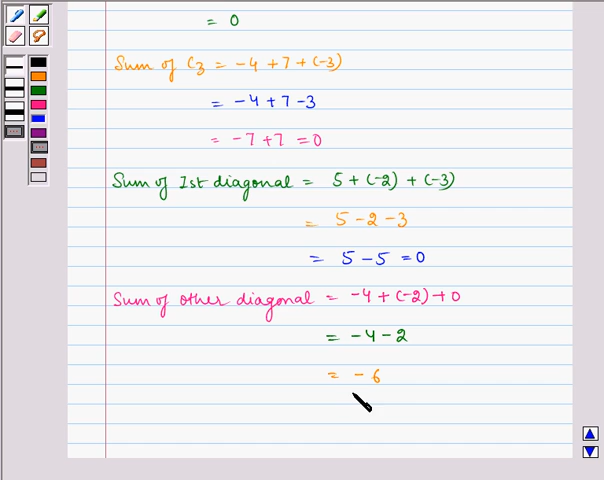 = 0
Sum of C3 = -4 + 7 + (-3)
= -4 + 7 - 3
= -7 + 7 = 0
Sum of 1st diagonal = 5 + (-2) + (-3)
= 5 - 2 - 3
= 5 - 5 = 0
Sum of other diagonal = -4 + (-2) + 0
= -4 - 2
= - 6